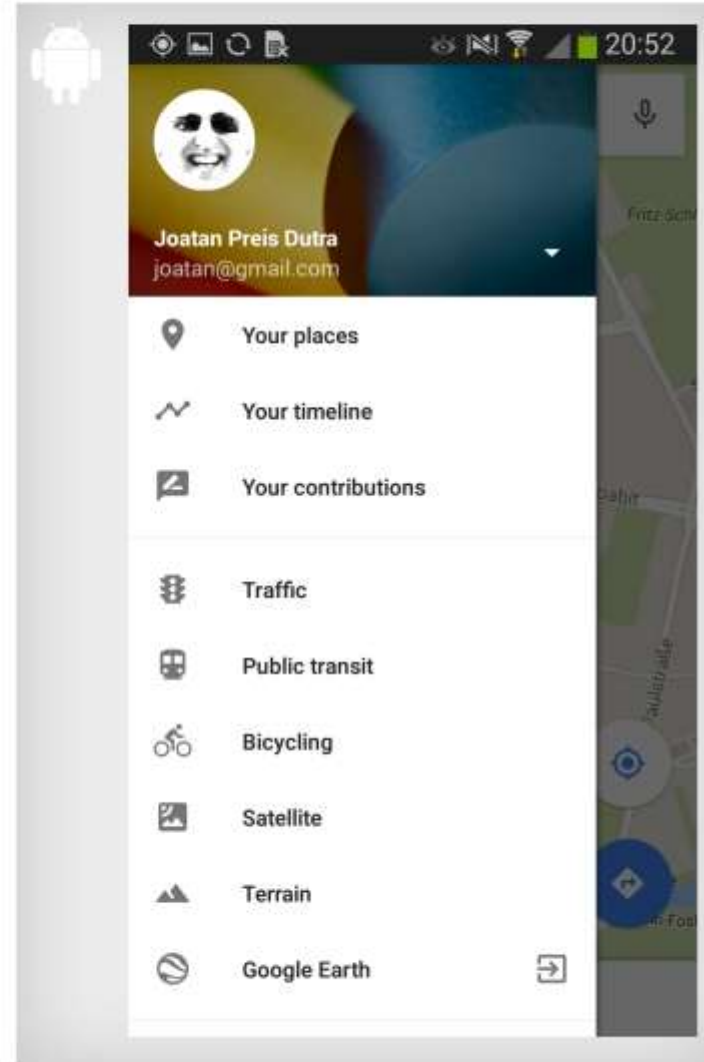 20:52
Joatan Preis Dutra
joatan@gmail.com
Your places
Your timeline
Your contributions
Traffic
Public transit
Bicycling
Satellite
Terrain
Google Earth